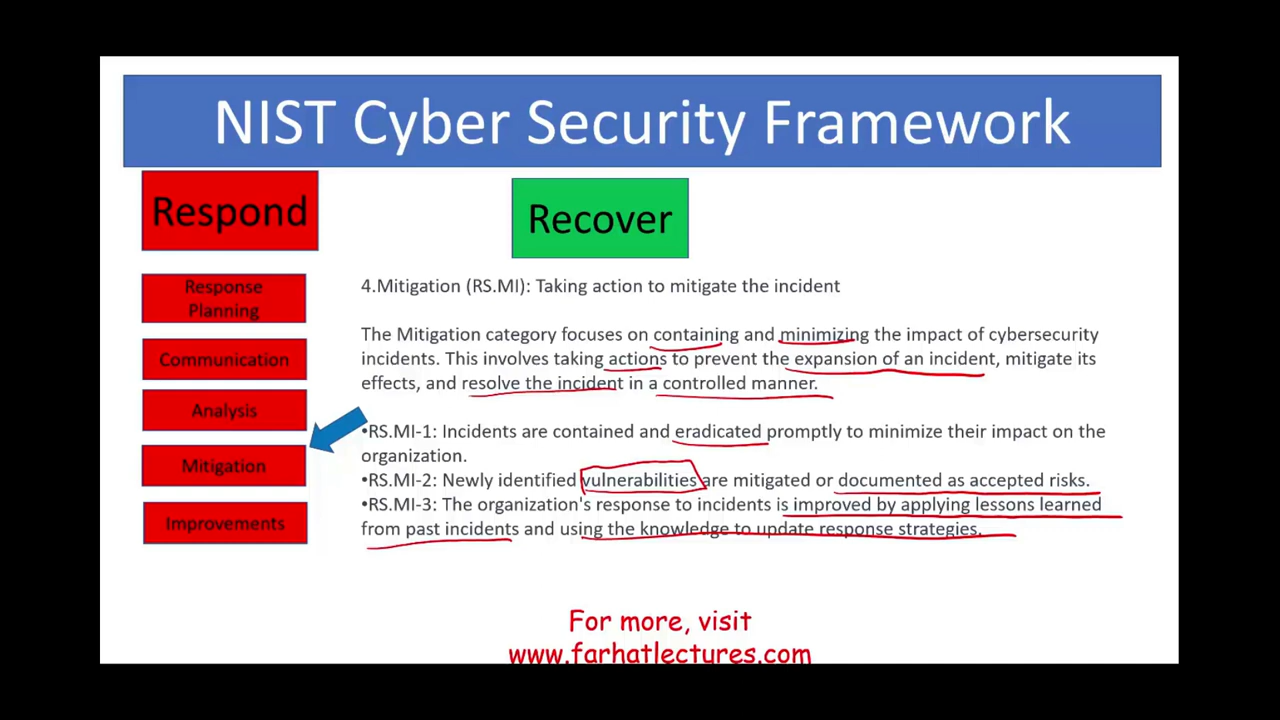 NIST Cyber Security Framework
Respond
Recover
Response
Planning
Communication
Analysis
Mitigation
Improvements
4.Mitigation (RS.MI): Taking action to mitigate the incident
The Mitigation category focuses on containing and minimizing the impact of cybersecurity
incidents. This involves taking actions to prevent the expansion of an incident, mitigate its
effects, and resolve the incident in a controlled manner.
•RS.MI-1: Incidents are contained and eradicated promptly to minimize their impact on the
organization.
•RS.MI-2: Newly identified vulnerabilities are mitigated or documented as accepted risks.
•RS.MI-3: The organization's response to incidents is improved by applying lessons learned
from past incidents and using the knowledge to update response strategies.
For more, visit
www.farhatlectures.com